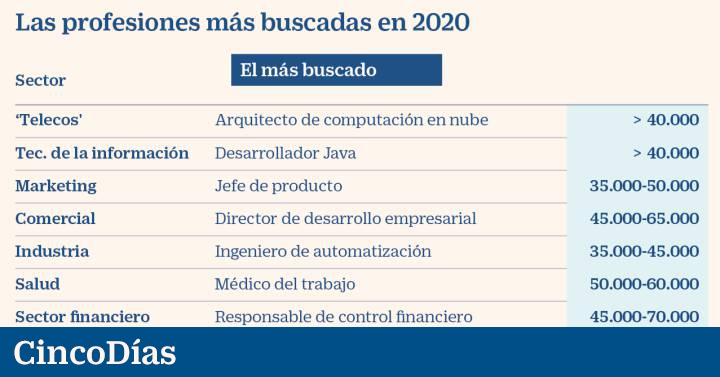 Las profesiones más buscadas en 2020
El más buscado
Sector
‘Telecos' Arquitecto de computación en nube > 40.000
Tec. de la información Desarrollador Java > 40.000
Marketing Jefe de producto 35.000-50.000
Comercial Director de desarrollo empresarial 45.000-65.000
Industria Ingeniero de automatización 35.000-45.000
Salud Médico del trabajo 50.000-60.000
Sector financiero Responsable de control financiero 45.000-70.000
CincoDías